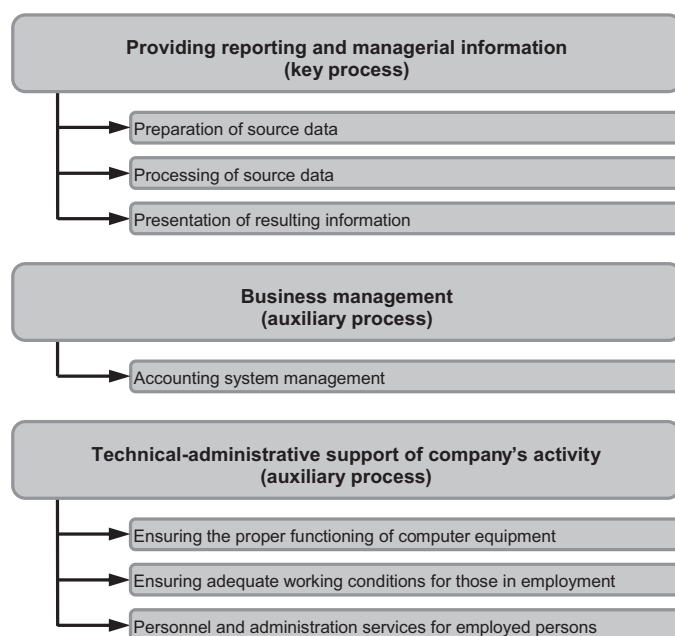 Providing reporting and managerial information
(key process)
Preparation of source data
Processing of source data
Presentation of resulting information
Business management
(auxiliary process)
Accounting system management
Technical-administrative support of company's activity
(auxiliary process)
Ensuring the proper functioning of computer equipment
Ensuring adequate working conditions for those in employment
Personnel and administration services for employed persons